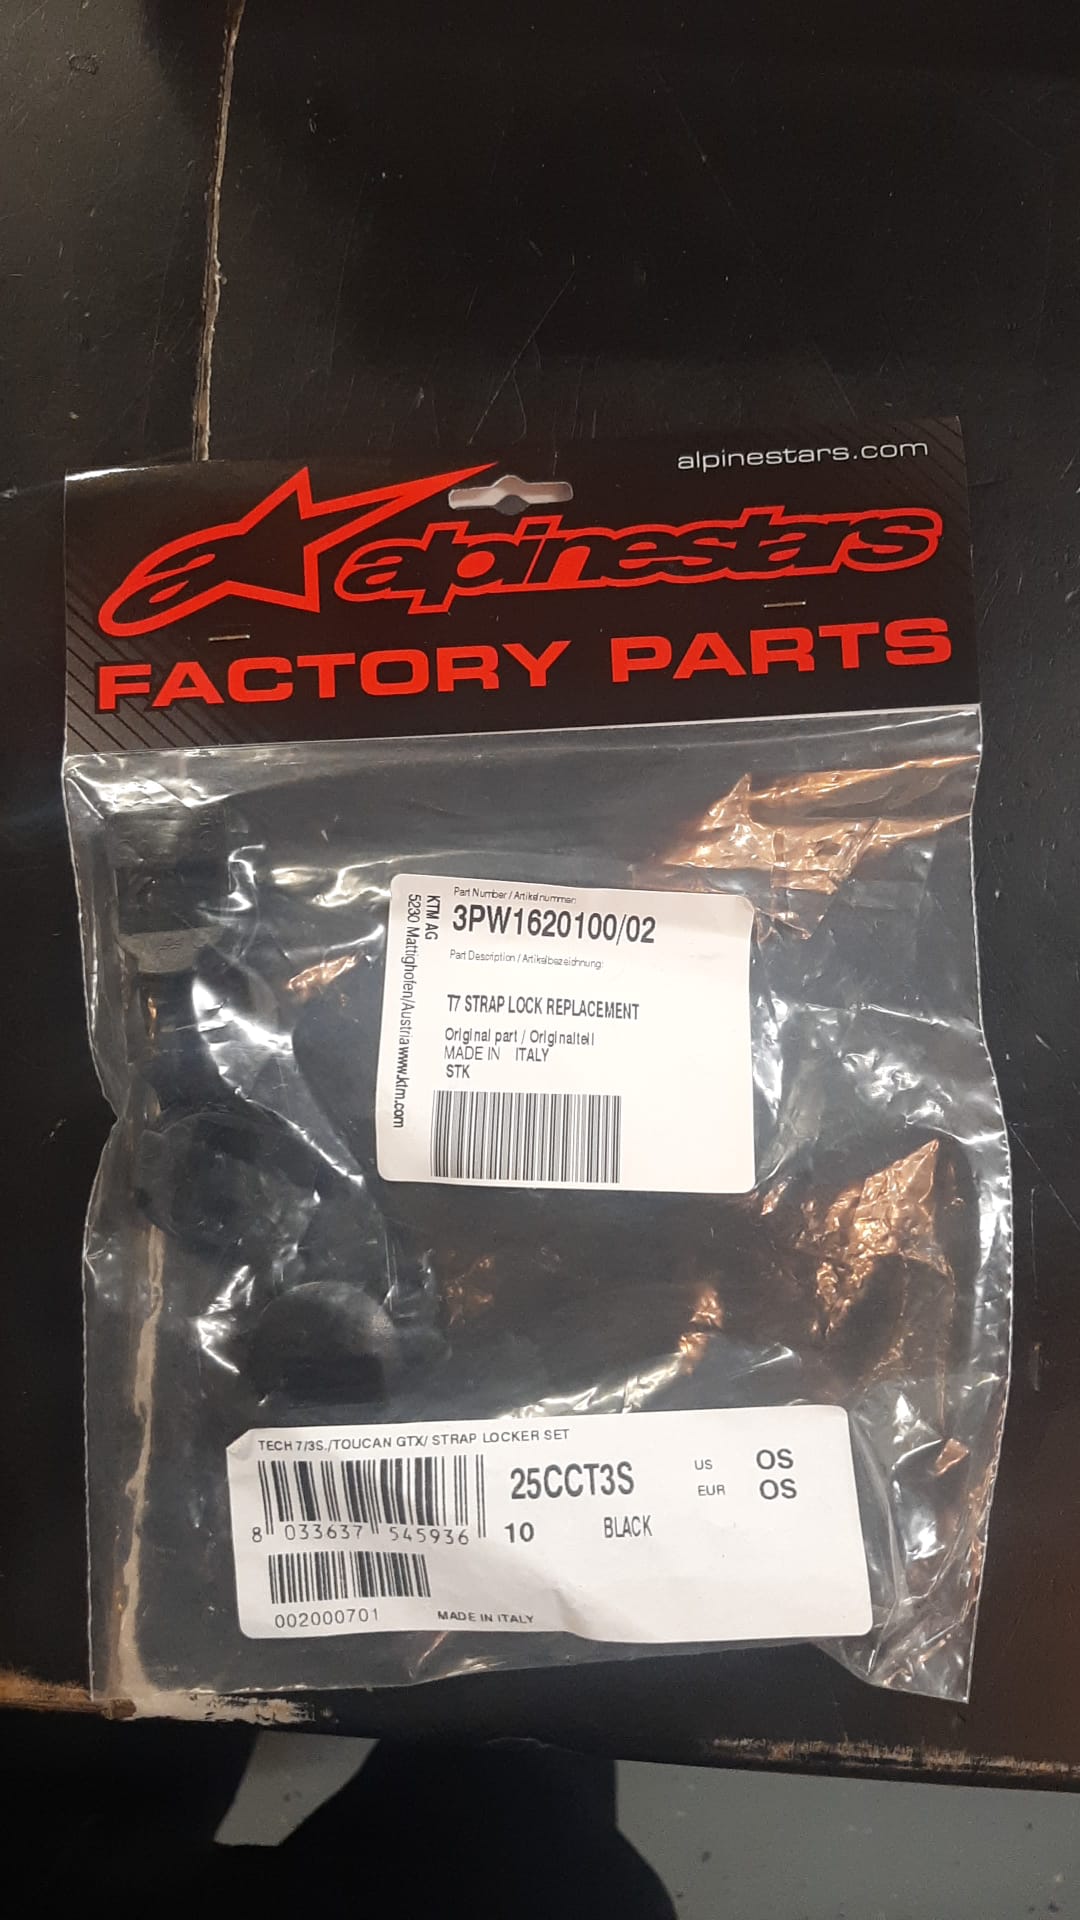 alpinestars.com
alpinestars
FACTORY PARTS
KTM AG
5230 Mattighofen/Austria www.ktm.com
Part Number / Artikelnummer:
3PW1620100/02
Part Description / Artikelbezeichnung:
T7 STRAP LOCK REPLACEMENT
Original part / Originalteil
MADE IN ITALY
STK
TECH 7/3S./TOUCAN GTX/ STRAP LOCKER SET
25CCT3S
US OS
EUR OS
8 033637 545936
10 BLACK
002000701
MADE IN ITALY